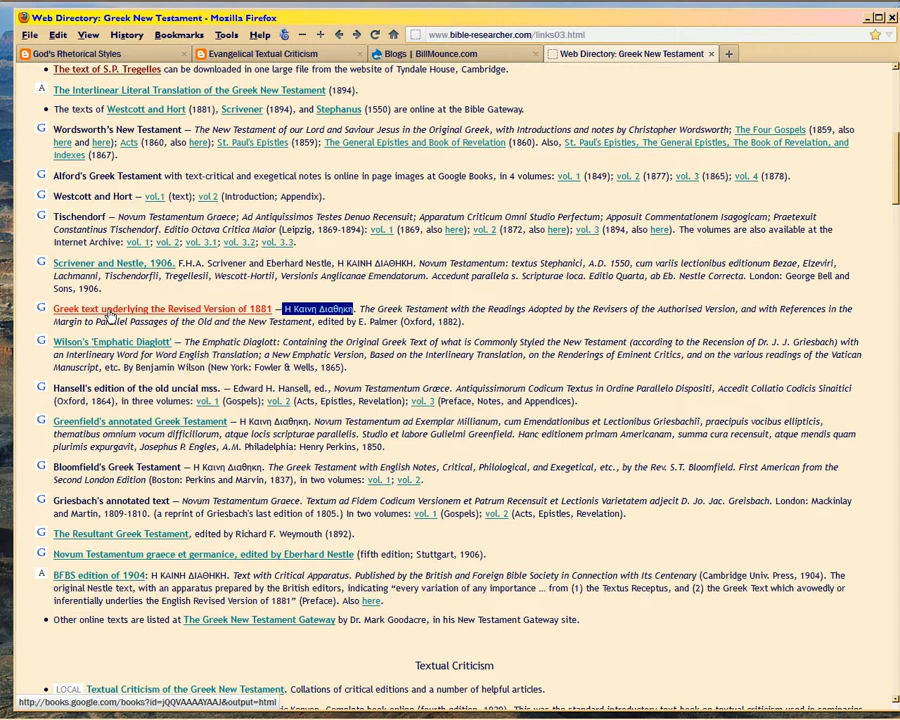 Web Directory: Greek New Testament - Mozilla Firefox
File Edit View History Bookmarks Tools Help www.bible-researcher.com/links03.html
God's Rhetorical Styles Evangelical Textual Criticism Blogs | BillMounce.com Web Directory: Greek New Testament
• The text of S.P. Tregelles can be downloaded in one large file from the website of Tyndale House, Cambridge.
A The Interlinear Literal Translation of the Greek New Testament (1894).
• The texts of Westcott and Hort (1881), Scrivener (1894), and Stephanus (1550) are online at the Bible Gateway.
G Wordsworth's New Testament — The New Testament of our Lord and Saviour Jesus in the Original Greek, with Introductions and notes by Christopher Wordsworth; The Four Gospels (1859, also
here and here); Acts (1860, also here); St. Paul's Epistles (1859); The General Epistles and Book of Revelation (1860). Also, St. Paul's Epistles, The General Epistles, The Book of Revelation, and
Indexes (1867).
G Alford's Greek Testament with text-critical and exegetical notes is online in page images at Google Books, in 4 volumes: vol. 1 (1849); vol. 2 (1877); vol. 3 (1865); vol. 4 (1878).
G Westcott and Hort — vol.1 (text); vol 2 (Introduction; Appendix).
G Tischendorf — Novum Testamentum Graece; Ad Antiquissimos Testes Denuo Recensuit; Apparatum Criticum Omni Studio Perfectum; Apposuit Commentationem Isagogicam; Praetexuit
Constantinus Tischendorf. Editio Octava Critica Maior (Leipzig, 1869-1894: vol. 1 (1869, also here); vol. 2 (1872, also here); vol. 3 (1894, also here). The volumes are also available at the
Internet Archive: vol. 1; vol. 2; vol. 3.1; vol. 3.2; vol. 3.3.
G Scrivener and Nestle, 1906. F.H.A. Scrivener and Eberhard Nestle, Η ΚΑΙΝΗ ΔΙΑΘΗΚΗ. Novum Testamentum: textus Stephanici, A.D. 1550, cum variis lectionibus editionum Bezae, Elzeviri,
Lachmanni, Tischendorfii, Tregellesii, Wescott-Hortii, Versionis Anglicanae Emendatorum. Accedunt parallela s. Scripturae loca. Editio Quarta, ab Eb. Nestle Correcta. London: George Bell and
Sons, 1906.
G Greek text underlying the Revised Version of 1881 — Η Καινη Διαθηκη. The Greek Testament with the Readings Adopted by the Revisers of the Authorised Version, and with References in the
Margin to Parallel Passages of the Old and the New Testament, edited by E. Palmer (Oxford, 1882).
G Wilson's 'Emphatic Diaglott' — The Emphatic Diaglott: Containing the Original Greek Text of what is Commonly Styled the New Testament (according to the Recension of Dr. J. J. Griesbach) with
an Interlineary Word for Word English Translation; a New Emphatic Version, Based on the Interlineary Translation, on the Renderings of Eminent Critics, and on the various readings of the Vatican
Manuscript, etc. By Benjamin Wilson (New York: Fowler & Wells, 1865).
G Hansell's edition of the old uncial mss. — Edward H. Hansell, ed., Novum Testamentum Græce. Antiquissimorum Codicum Textus in Ordine Parallelo Dispositi, Accedit Collatio Codicis Sinaitici
(Oxford, 1864), in three volumes: vol. 1 (Gospels); vol. 2 (Acts, Epistles, Revelation); vol. 3 (Preface, Notes, and Appendices).
G Greenfield's annotated Greek Testament — Η Καινη Διαθηκη. Novum Testamentum ad Exemplar Millianum, cum Emendationibus et Lectionibus Griesbachii, praecipuis vocibus ellipticis,
thematibus omnium vocum difficiliorum, atque locis scripturae parallelis. Studio et labore Gulielmi Greenfield. Hanc editionem primam Americanam, summa cura recensuit, atque mendis quam
plurimis expurgavit, Josephus P. Engles, A.M. Philadelphia: Henry Perkins, 1850.
G Bloomfield's Greek Testament — Η Καινη Διαθηκη. The Greek Testament with English Notes, Critical, Philological, and Exegetical, etc., by the Rev. S.T. Bloomfield. First American from the
Second London Edition (Boston: Perkins and Marvin, 1837), in two volumes: vol. 1; vol. 2.
G Griesbach's annotated text — Novum Testamentum Graece. Textum ad Fidem Codicum Versionem et Patrum Recensuit et Lectionis Varietatem adjecit D. Jo. Jac. Greisbach. London: Mackinlay
and Martin, 1809-1810. (a reprint of Griesbach's last edition of 1805.) In two volumes: vol. 1 (Gospels); vol. 2 (Acts, Epistles, Revelation).
G The Resultant Greek Testament, edited by Richard F. Weymouth (1892).
G Novum Testamentum graece et germanice, edited by Eberhard Nestle (fifth edition; Stuttgart, 1906).
A BFBS edition of 1904: Η ΚΑΙΝΗ ΔΙΑΘΗΚΗ. Text with Critical Apparatus. Published by the British and Foreign Bible Society in Connection with Its Centenary (Cambridge Univ. Press, 1904). The
original Nestle text, with an apparatus prepared by the British editors, indicating “every variation of any importance ... from (1) the Textus Receptus, and (2) the Greek Text which avowedly or
inferentially underlies the English Revised Version of 1881” (Preface). Also here.
• Other online texts are listed at The Greek New Testament Gateway by Dr. Mark Goodacre, in his New Testament Gateway site.
Textual Criticism
• LOCAL Textual Criticism of the Greek New Testament. Collations of critical editions and a number of helpful articles.
http://books.google.com/books?id=jQQVAAAAYAAJ&output=html